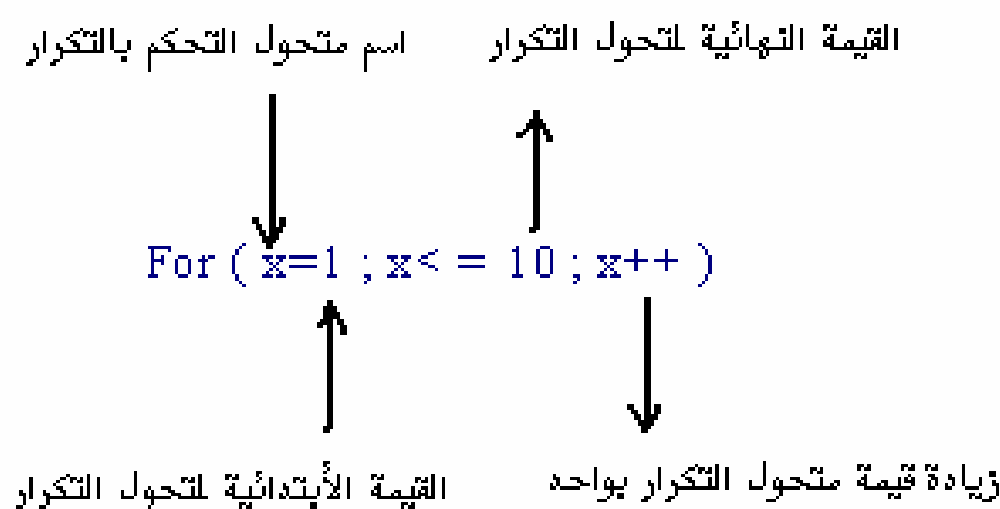 اسم متحول التحكم بالتكرار
القيمة النهائية لتحول التكرار
For ( x=1 ; x< = 10 ; x++ )
القيمة الأبتدائية لتحول التكرار
زيادة قيمة متحول التكرار بواحد